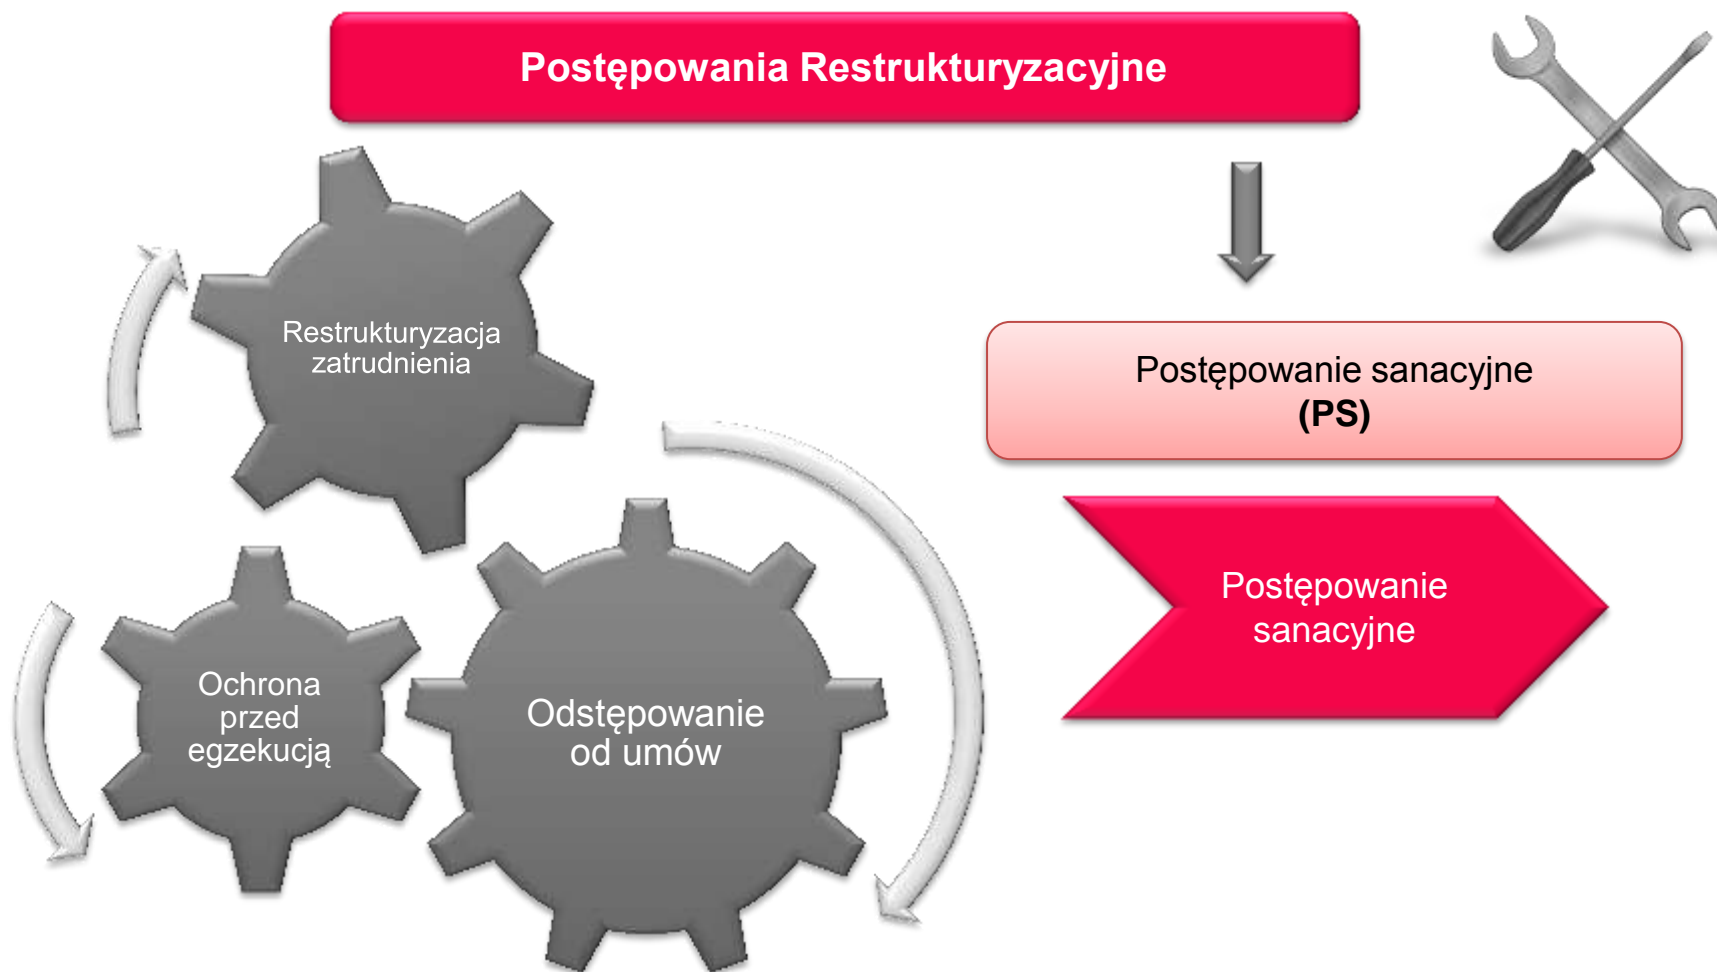 Postępowania Restrukturyzacyjne
Restrukturyzacja
zatrudnienia
Ochrona
przed
egzekucją
Odstępowanie
od umów
Postępowanie sanacyjne
(PS)
Postępowanie
sanacyjne